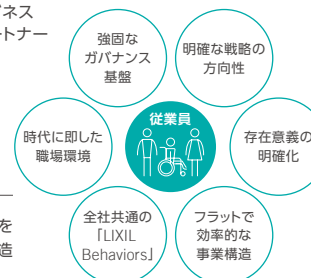 ネス
ートナー
強固な
ガバナンス
基盤
明確な戦略の
方向性
従業員
時代に即した
職場環境
存在意義の
明確化
全社共通の
「LIXIL
Behaviors」
フラットで
効率的な
事業構造
を
造